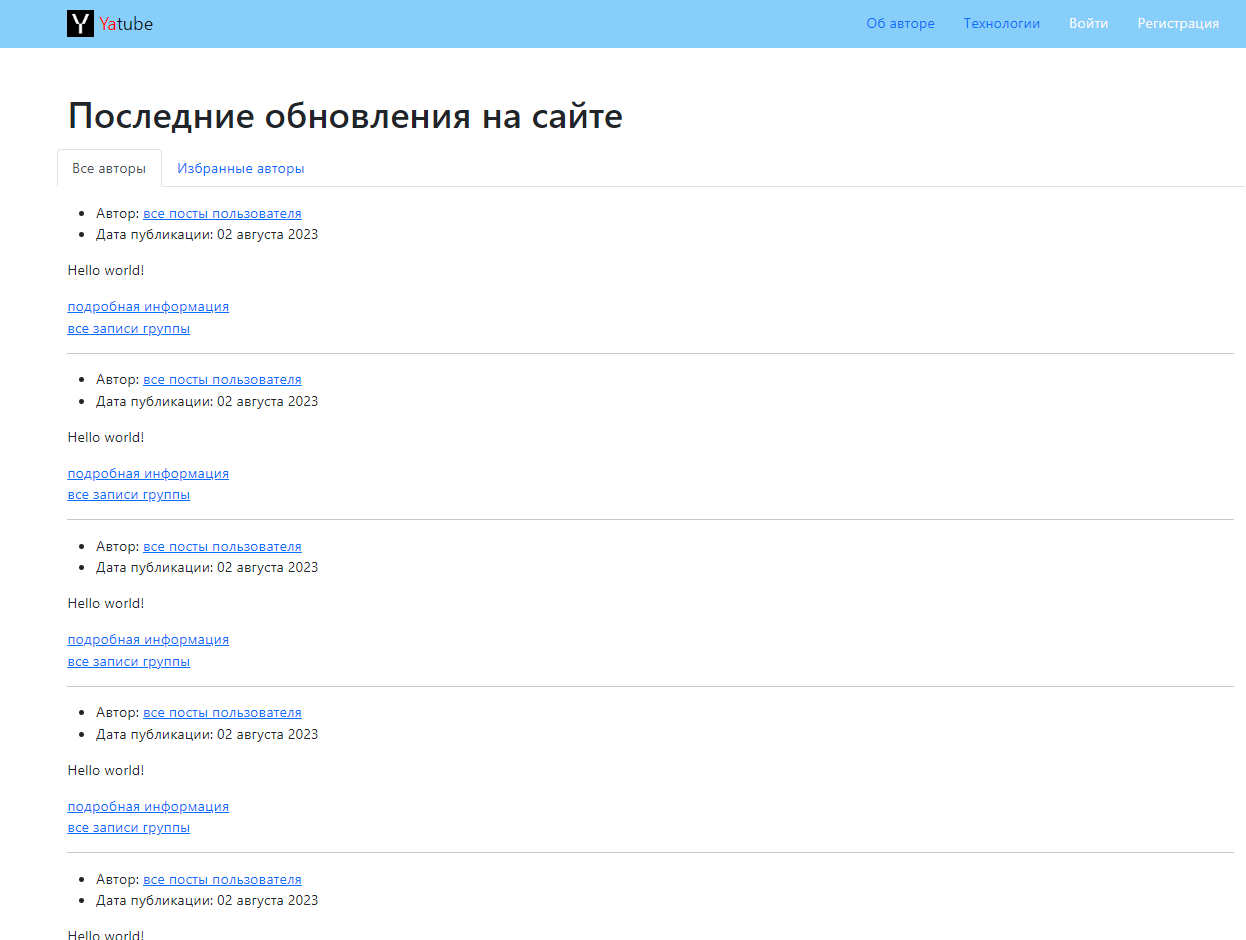 Y Yatube
Об авторе Технологии Войти Регистрация
Последние обновления на сайте
Все авторы Избранные авторы
Автор: все посты пользователя
Дата публикации: 02 августа 2023
Hello world!
подробная информация
все записи группы
Автор: все посты пользователя
Дата публикации: 02 августа 2023
Hello world!
подробная информация
все записи группы
Автор: все посты пользователя
Дата публикации: 02 августа 2023
Hello world!
подробная информация
все записи группы
Автор: все посты пользователя
Дата публикации: 02 августа 2023
Hello world!
подробная информация
все записи группы
Автор: все посты пользователя
Дата публикации: 02 августа 2023
Hello world!